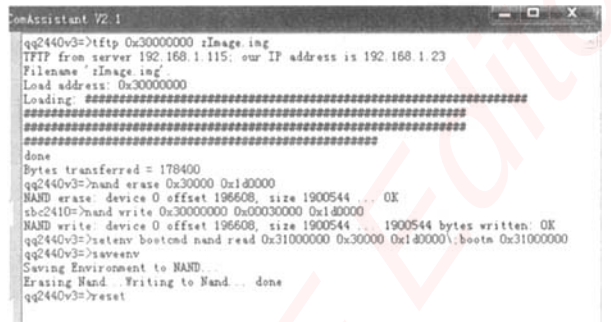 ComAssistant V2.1
qq2440v3=>tftp 0x30000000 zImage.img
TFTP from server 192.168.1.115; our IP address is 192.168.1.23
Filename 'zImage.img'.
Load address: 0x30000000
Loading: #################################################################
#################################################################
#################################################################
####################################################
done
Bytes transferred = 178400
qq2440v3=>nand erase 0x30000 0x1d0000
NAND erase: device 0 offset 196608, size 1900544 ... OK
sbc2410=>nand write 0x30000000 0x00030000 0x1d0000
NAND write: device 0 offset 196608, size 1900544 ... 1900544 bytes written: OK
qq2440v3=>setenv bootcmd nand read 0x31000000 0x30000 0x1d0000\;bootm 0x31000000
qq2440v3=>saveenv
Saving Environment to NAND...
Erasing Nand...Writing to Nand... done
qq2440v3=>reset
Edito